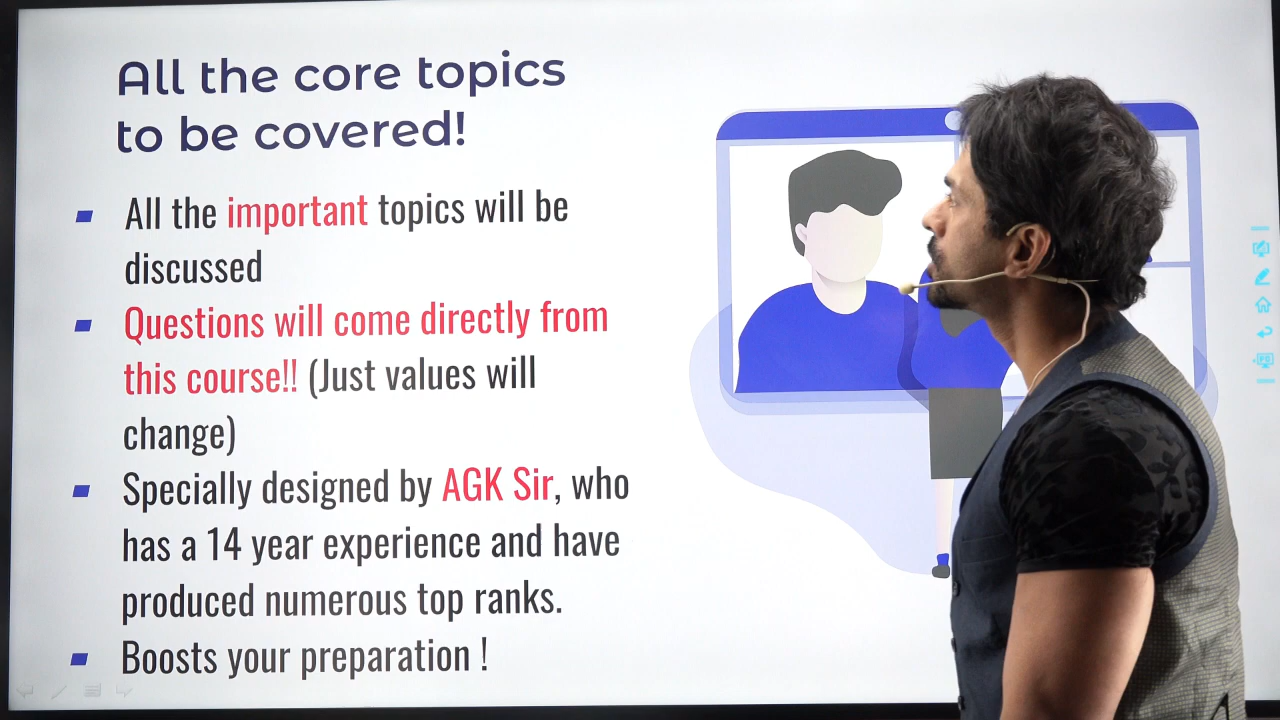 All the core topics
to be covered!
All the important topics will be
discussed
Questions will come directly from
this course!! (Just values will
change)
Specially designed by AGK Sir, who
has a 14 year experience and have
produced numerous top ranks.
Boosts your preparation !